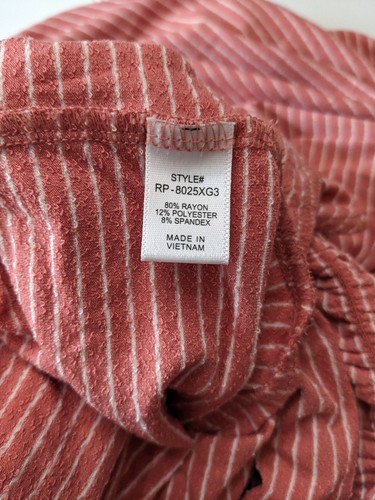 STYLE#
RP-8025XG3
80% RAYON
12% POLYESTER
8% SPANDEX
MADE IN
VIETNAM